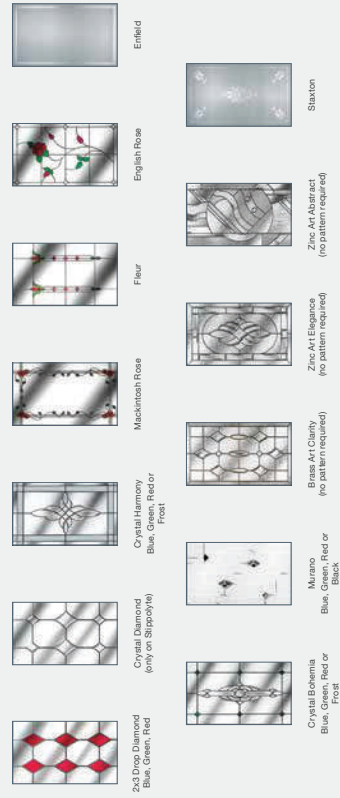 2x3 Drop Diamond
Blue, Green, Red
Crystal Diamond
(only on Stippolyte)
Crystal Harmony
Blue, Green, Red or
Frost
Mackintosh Rose
Fleur
English Rose
Enfield
Crystal Bohemia
Blue, Green, Red or
Frost
Murano
Blue, Green, Red or
Black
Brass Art Clarity
(no pattern required)
Zinc Art Elegance
(no pattern required)
Zinc Art Abstract
(no pattern required)
Staxton